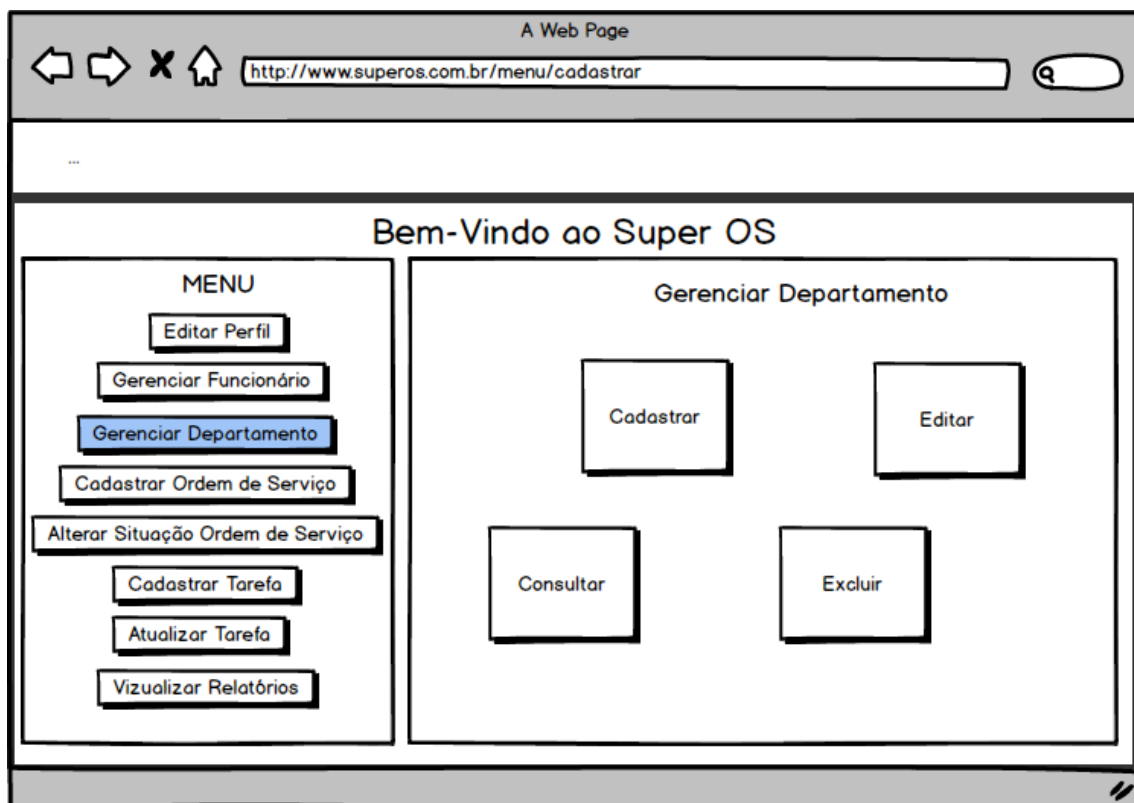 A Web Page
http://www.superos.com.br/menu/cadastrar
...
Bem-Vindo ao Super OS
MENU
Editar Perfil
Gerenciar Funcionário
Gerenciar Departamento
Cadastrar Ordem de Serviço
Alterar Situação Ordem de Serviço
Cadastrar Tarefa
Atualizar Tarefa
Vizualizar Relatórios
Gerenciar Departamento
Cadastrar
Editar
Consultar
Excluir